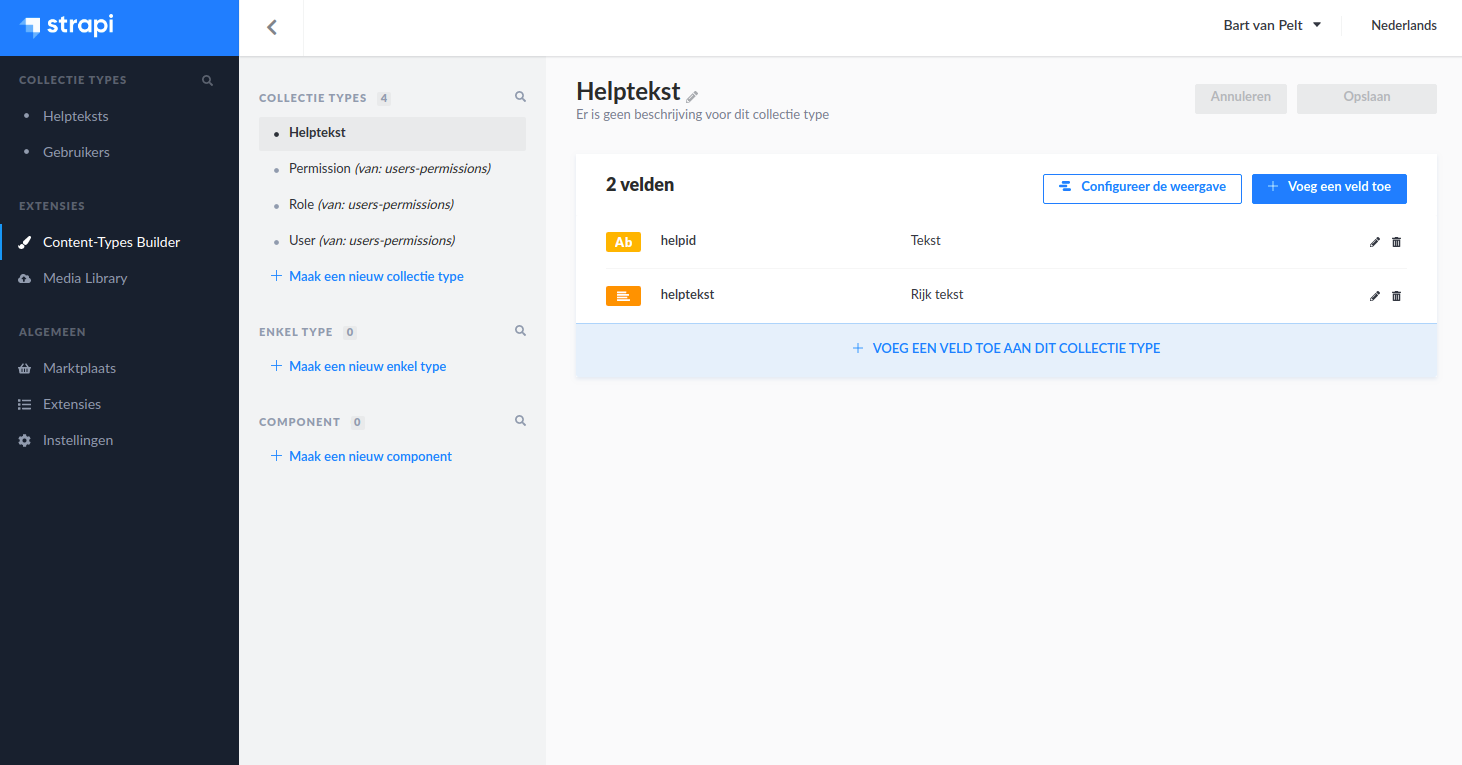 strapi
COLLECTIE TYPES
Helpteksts
Gebruikers
EXTENSIES
Content-Types Builder
Media Library
ALGEMEEN
Marktplaats
Extensies
Instellingen
Bart van Pelt
Nederlands
COLLECTIE TYPES 4
Helptekst
Permission (van: users-permissions)
Role (van: users-permissions)
User (van: users-permissions)
Maak een nieuw collectie type
ENKEL TYPE 0
Maak een nieuw enkel type
COMPONENT 0
Maak een nieuw component
Helptekst
Er is geen beschrijving voor dit collectie type
Annuleren
Opslaan
2 velden
Configureer de weergave
Voeg een veld toe
Ab helpid Tekst
helptekst Rijk tekst
VOEG EEN VELD TOE AAN DIT COLLECTIE TYPE